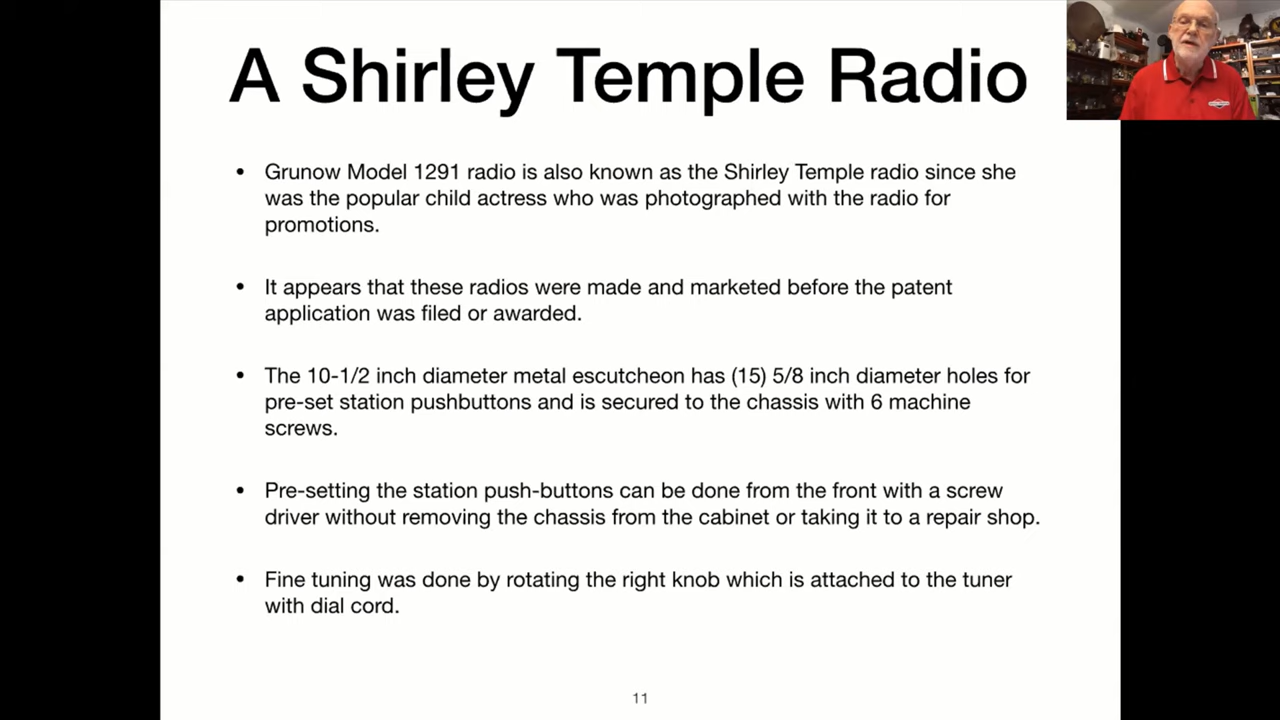 A Shirley Temple Radio
• Grunow Model 1291 radio is also known as the Shirley Temple radio since she
was the popular child actress who was photographed with the radio for
promotions.
• It appears that these radios were made and marketed before the patent
application was filed or awarded.
• The 10-1/2 inch diameter metal escutcheon has (15) 5/8 inch diameter holes for
pre-set station pushbuttons and is secured to the chassis with 6 machine
screws.
• Pre-setting the station push-buttons can be done from the front with a screw
driver without removing the chassis from the cabinet or taking it to a repair shop.
• Fine tuning was done by rotating the right knob which is attached to the tuner
with dial cord.
11